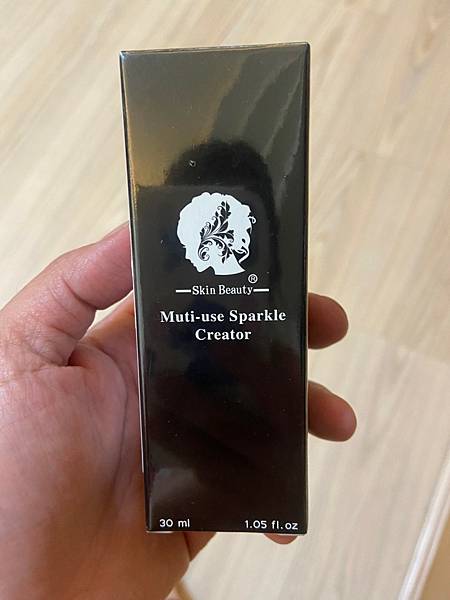 ®
Skin Beauty
Muti-use Sparkle
Creator
30 ml 1.05 fl.oz